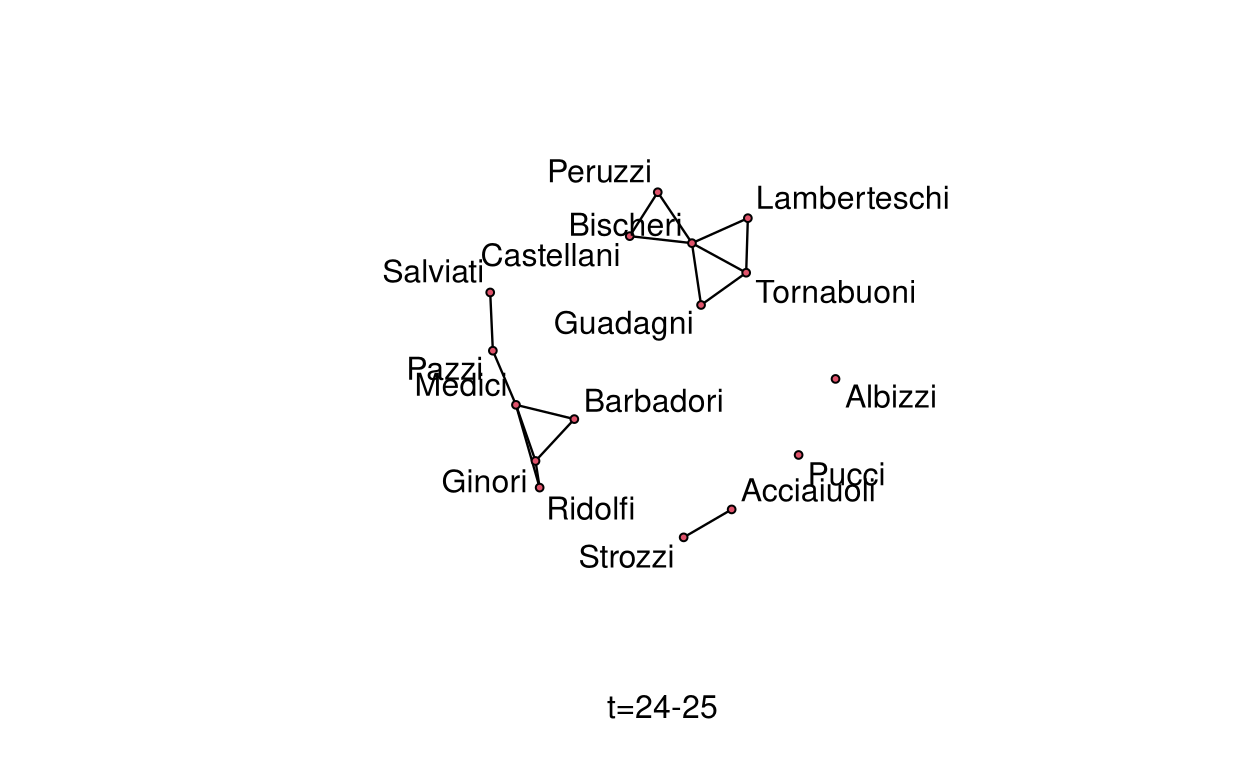 Peruzzi
Lamberteschi
Bischeri
Castellani
Salviati
Tornabuoni
Guadagni
Pazzi
Medici
Albizzi
Barbadori
Pucci
Ginori
Acciaiuoli
Ridolfi
Strozzi
t=24-25